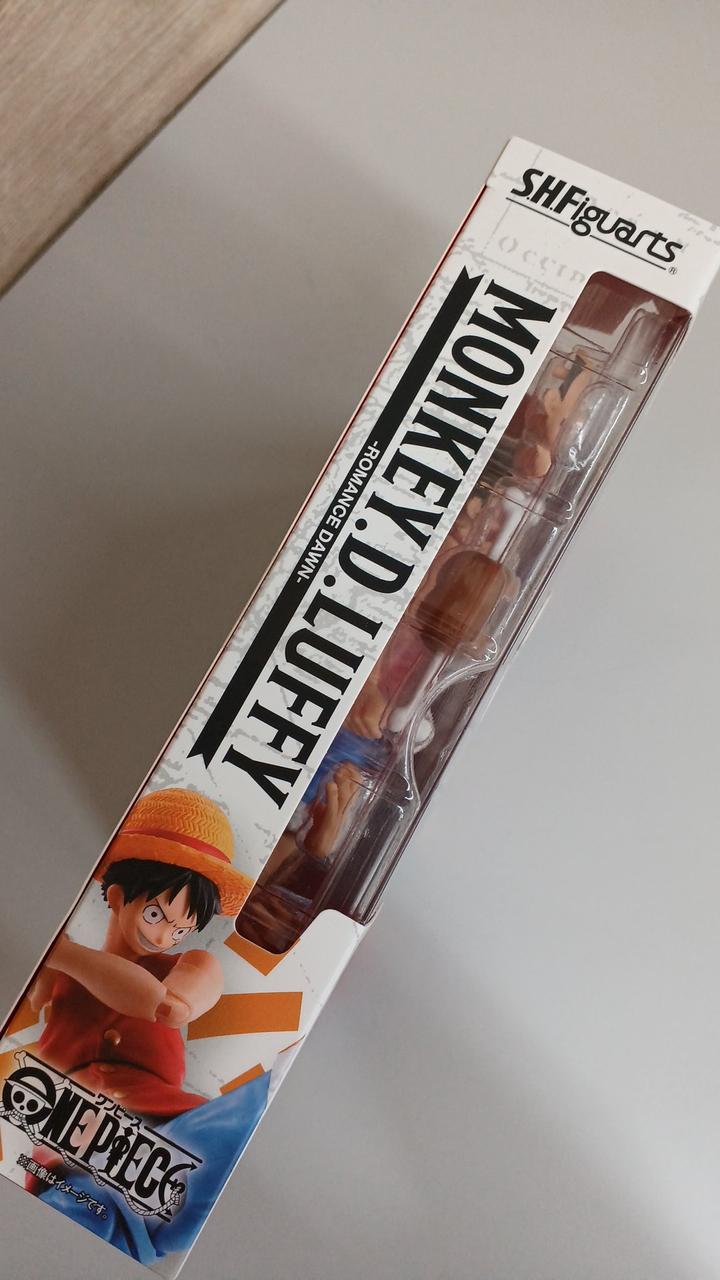 S.H.Figuarts
®
OCCID
MONKEY.D.LUFFY
-ROMANCE DAWN-
ワンピース
ONE PIECE
※画像はイメージです。